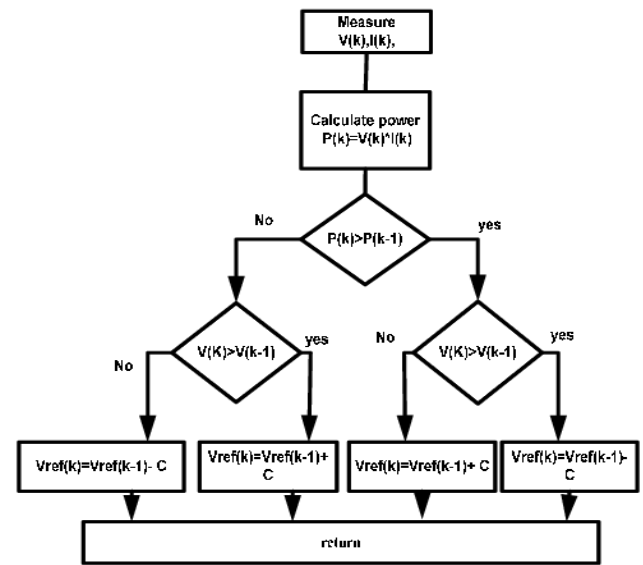 Measure
V(k),I(k),
Calculate power
P(k)=V(k)*I(k)
No
P(k)>P(k-1)
yes
No
V(K)>V(k-1)
yes
No
V(K)>V(k-1)
yes
Vref(k)=Vref(k-1)- C
Vref(k)=Vref(k-1)+
C
Vref(k)=Vref(k-1)+ C
Vref(k)=Vref(k-1)-
C
return